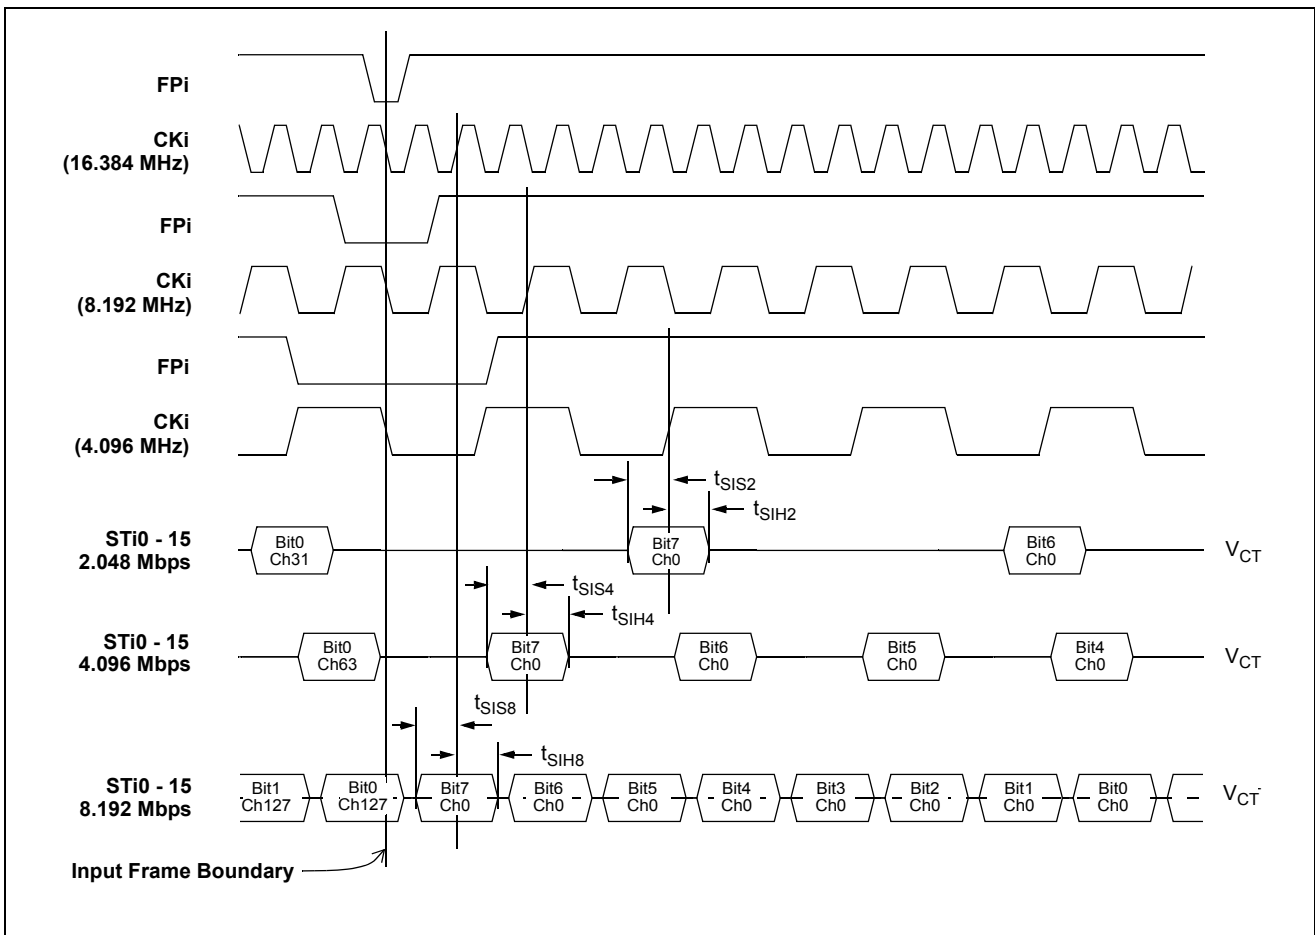 FPi
CKi
(16.384 MHz)
FPi
CKi
(8.192 MHz)
FPi
CKi
(4.096 MHz)
tSIS2
tSIH2
STi0 - 15
2.048 Mbps
Bit0
Ch31
Bit7
Ch0
Bit6
Ch0
VCT
tSIS4
tSIH4
STi0 - 15
4.096 Mbps
Bit0
Ch63
Bit7
Ch0
Bit6
Ch0
Bit5
Ch0
Bit4
Ch0
VCT
tSIS8
tSIH8
STi0 - 15
8.192 Mbps
Bit1
Ch127
Bit0
Ch127
Bit7
Ch0
Bit6
Ch0
Bit5
Ch0
Bit4
Ch0
Bit3
Ch0
Bit2
Ch0
Bit1
Ch0
Bit0
Ch0
VCT
Input Frame Boundary